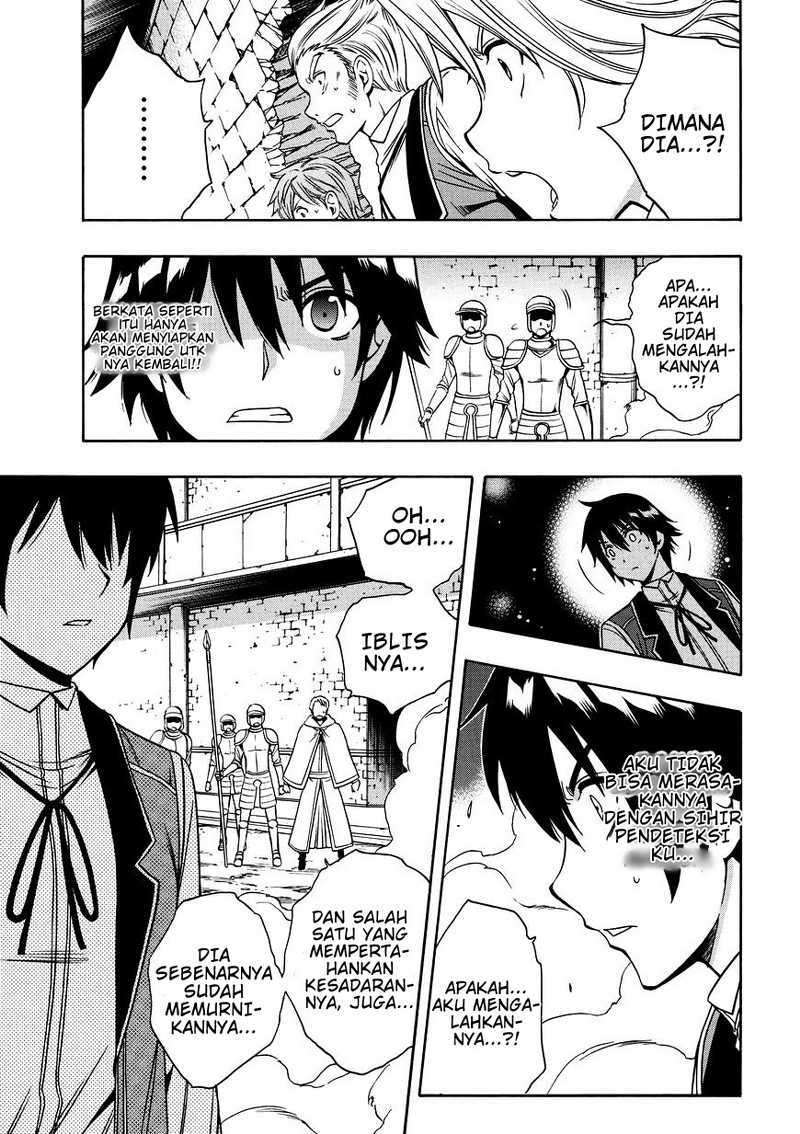 DIMANA
DIA...?!
.........
APA...
APAKAH
DIA
SUDAH
MENGALAH-
KANNYA
...?!
BERKATA SEPERTI
ITU HANYA
AKAN MENYIAPKAN
PANGGUNG UTK
NYA KEMBALI!!
AKU TIDAK
BISA MERASA-
KANNYA
DENGAN SIHIR
PENDETEKSI
KU...
APAKAH...
AKU MENGA-
LAHKAN-
NYA...?!
OH...
OOH...
IBLIS
NYA...
DAN SALAH
SATU YANG
MEMPERTA-
HANKAN
KESADARAN-
NYA, JUGA...
DIA
SEBENARNYA
SUDAH
MEMURNI-
KANNYA...